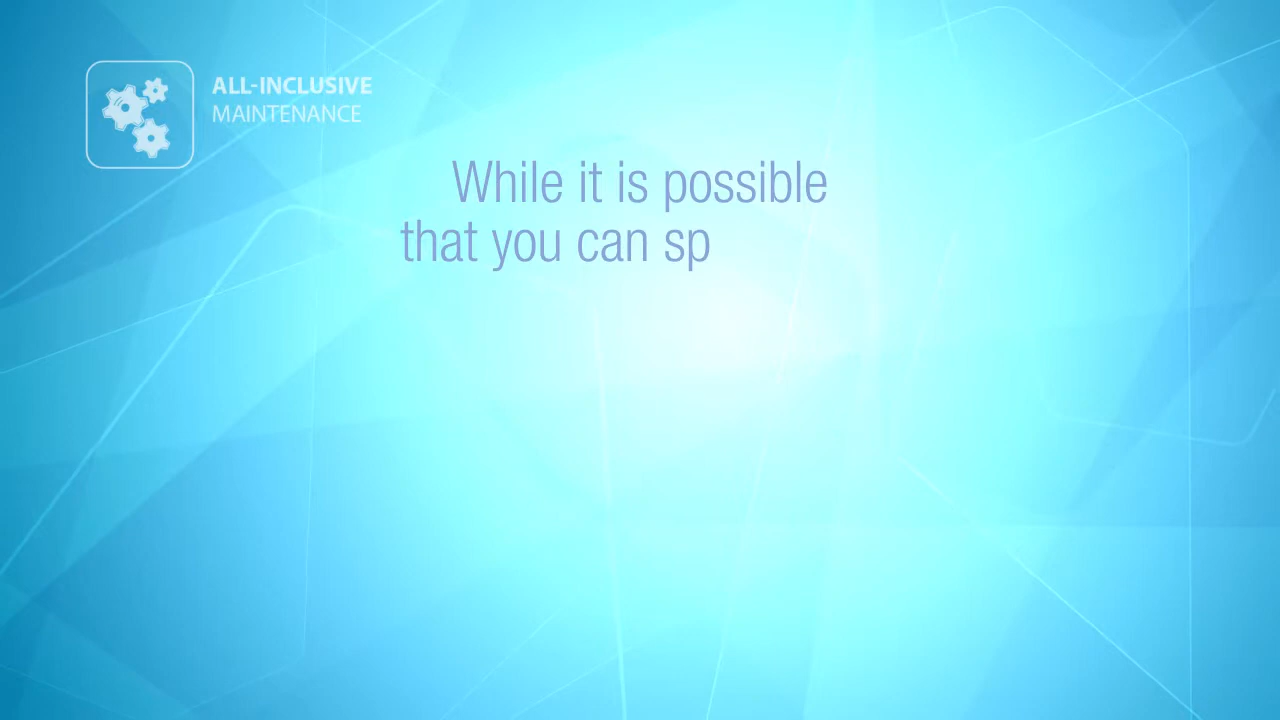 ALL-INCLUSIVE
MAINTENANCE
While it is possible
that you can sp